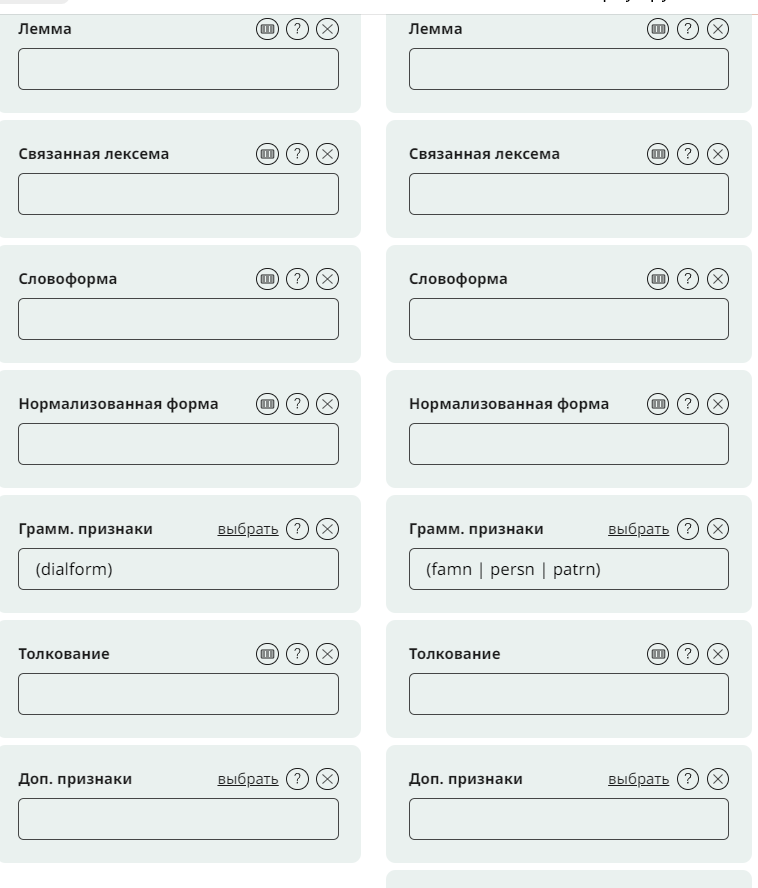 Лемма ?
Лемма ?
Связанная лексема ?
Связанная лексема ?
Словоформа ?
Словоформа ?
Нормализованная форма ?
Нормализованная форма ?
Грамм. признаки выбрать ?
Грамм. признаки выбрать ?
(dialform)
(famn | persn | patrn)
Толкование ?
Толкование ?
Доп. признаки выбрать ?
Доп. признаки выбрать ?